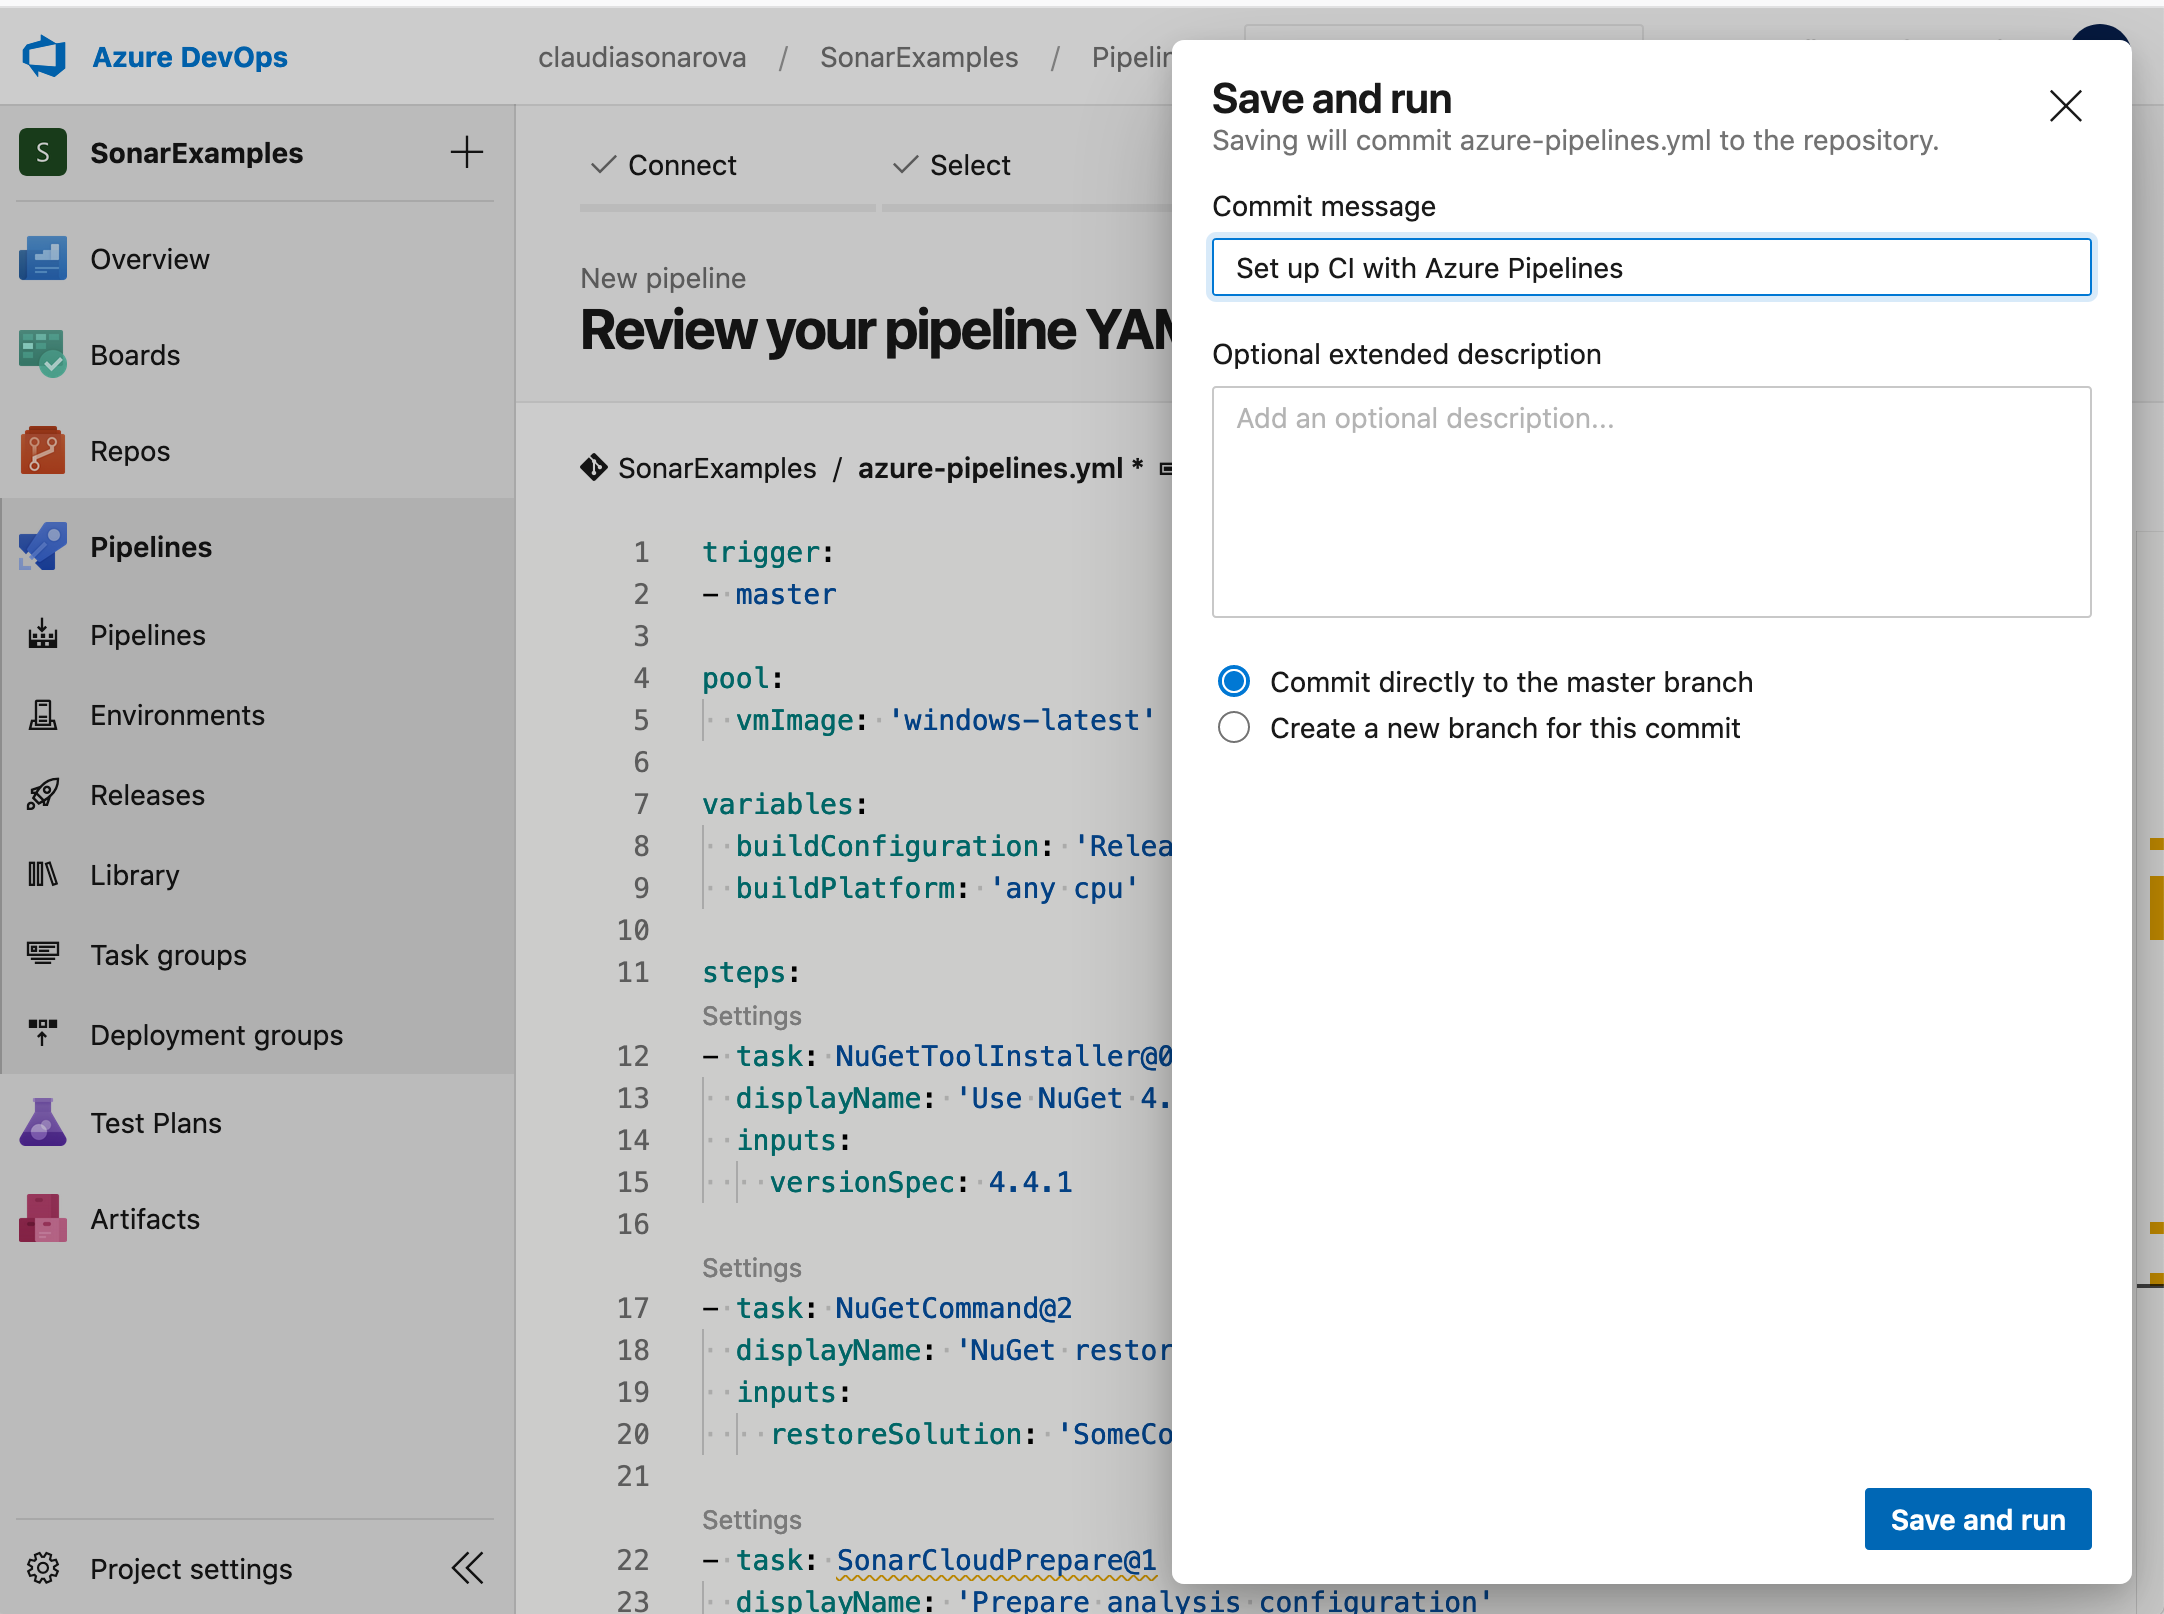 Azure DevOps
claudiasonarova / SonarExamples /
S SonarExamples
Overview
Boards
Repos
Pipelines
Pipelines
Environments
Releases
Library
Task groups
Deployment groups
Test Plans
Artifacts
Project settings
Connect
Select
New pipeline
Review your pipeline
SonarExamples / azure-pipelines.yml *
1 trigger:
2 - master
3
4 pool:
5 vmImage: 'windows-latest'
6
7 variables:
8 buildConfiguration: 'Relea
9 buildPlatform: 'any cpu'
10
11 steps:
Settings
12 - task: NuGetToolInstaller@0
13 displayName: 'Use NuGet 4.
14 inputs:
15 versionSpec: 4.4.1
16
Settings
17 - task: NuGetCommand@2
18 displayName: 'NuGet restor
19 inputs:
20 restoreSolution: 'SomeCo
21
Settings
22 - task: SonarCloudPrepare@1
23 displayName: 'Prepare analysis configuration'
Save and run
Saving will commit azure-pipelines.yml to the repository.
Commit message
Set up CI with Azure Pipelines
Optional extended description
Add an optional description...
Commit directly to the master branch
Create a new branch for this commit
Save and run